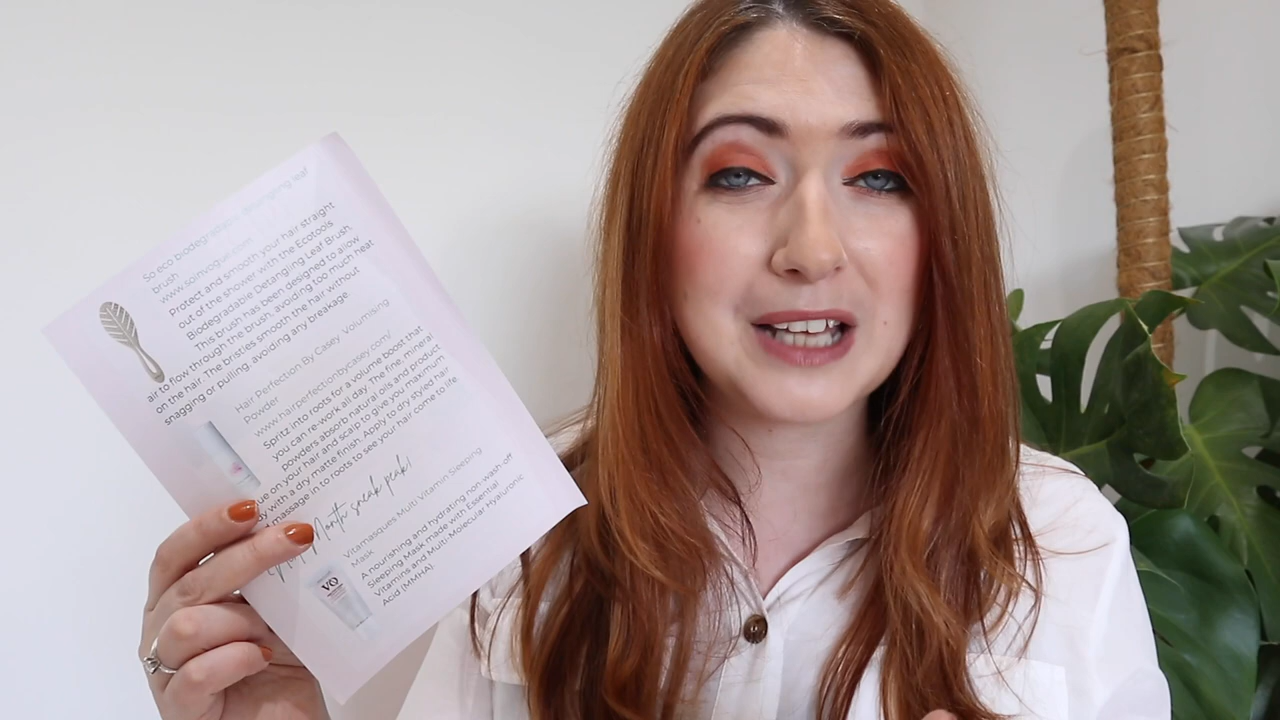 So eco biodegradable detangling leaf
brush
www.soinvogue.com
Protect and smooth your hair straight
out of the shower with the Ecotools
Biodegradable Detangling Leaf Brush.
This brush has been designed to allow
air to flow through the brush, avoiding too much heat
on the hair. The bristles smooth the hair without
snagging or pulling, avoiding any breakage
Hair Perfection By Casey Volumising
Powder
www.hairperfectionbycasey.com/
Spritz into roots for a volume boost that
you can re-work all day. The fine, mineral
powders absorb natural oils and product
on your hair and scalp to give you maximum
with a dry matte finish. Apply to dry styled hair
massage in to roots to see your hair come to life.
Month sneak peak!
Vitamasques Multi Vitamin Sleeping
Mask
A nourishing and hydrating non-wash off
Sleeping Mask made with Essential
Vitamins and Multi-Molecular Hyaluronic
Acid (MMHA).
VO